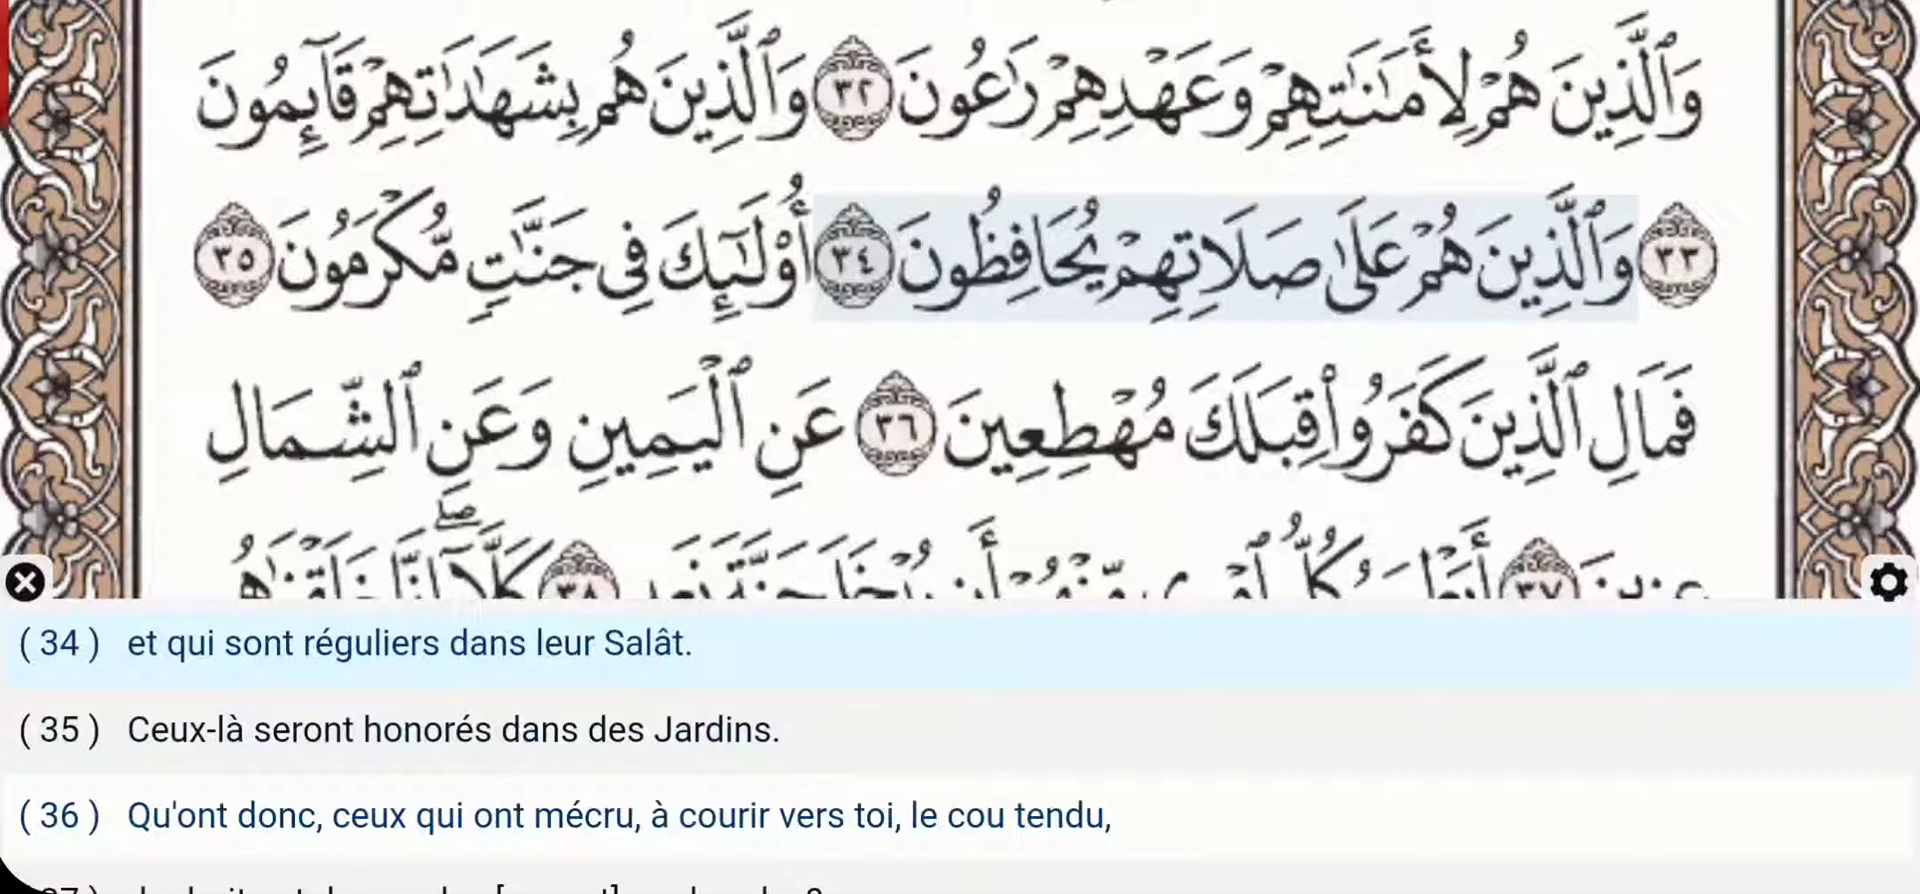 وَٱلَّذِينَ هُمْ لِأَمَـٰنَـٰتِهِمْ وَعَهْدِهِمْ رَٰعُونَ ٣٢ وَٱلَّذِينَ هُم بِشَهَـٰدَٰتِهِمْ قَآئِمُونَ
٣٣ وَٱلَّذِينَ هُمْ عَلَىٰ صَلَاتِهِمْ يُحَافِظُونَ ٣٤ أُو۟لَـٰٓئِكَ فِى جَنَّـٰتٍ مُّكْرَمُونَ ٣٥
فَمَالِ ٱلَّذِينَ كَفَرُوا۟ قِبَلَكَ مُهْطِعِينَ ٣٦ عَنِ ٱلْيَمِينِ وَعَنِ ٱلشِّمَالِ
( 34 ) et qui sont réguliers dans leur Salât.
( 35 ) Ceux-là seront honorés dans des Jardins.
( 36 ) Qu'ont donc, ceux qui ont mécru, à courir vers toi, le cou tendu,